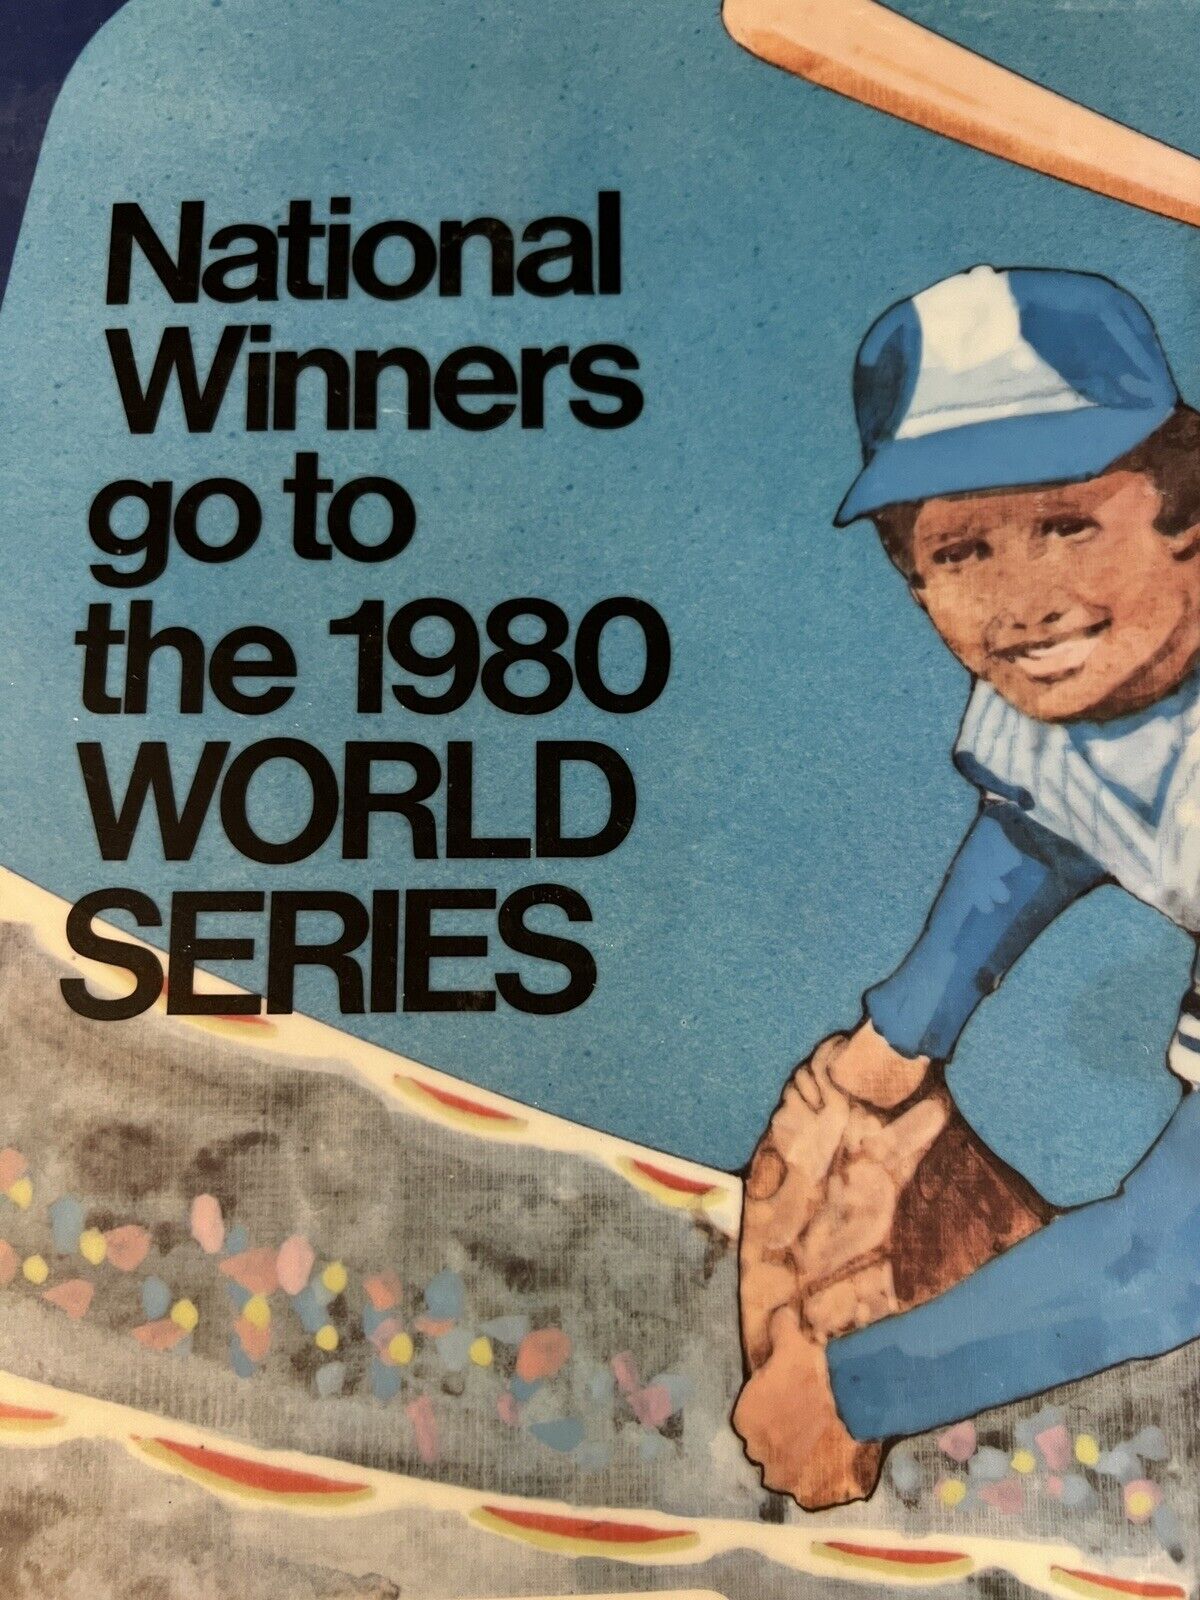 National
Winners
go to
the 1980
WORLD
SERIES